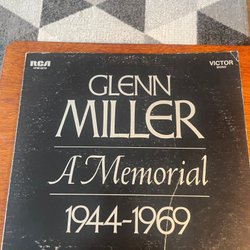 RCA
VICTOR
GLENN
MILLER
A Memorial
1944-1969